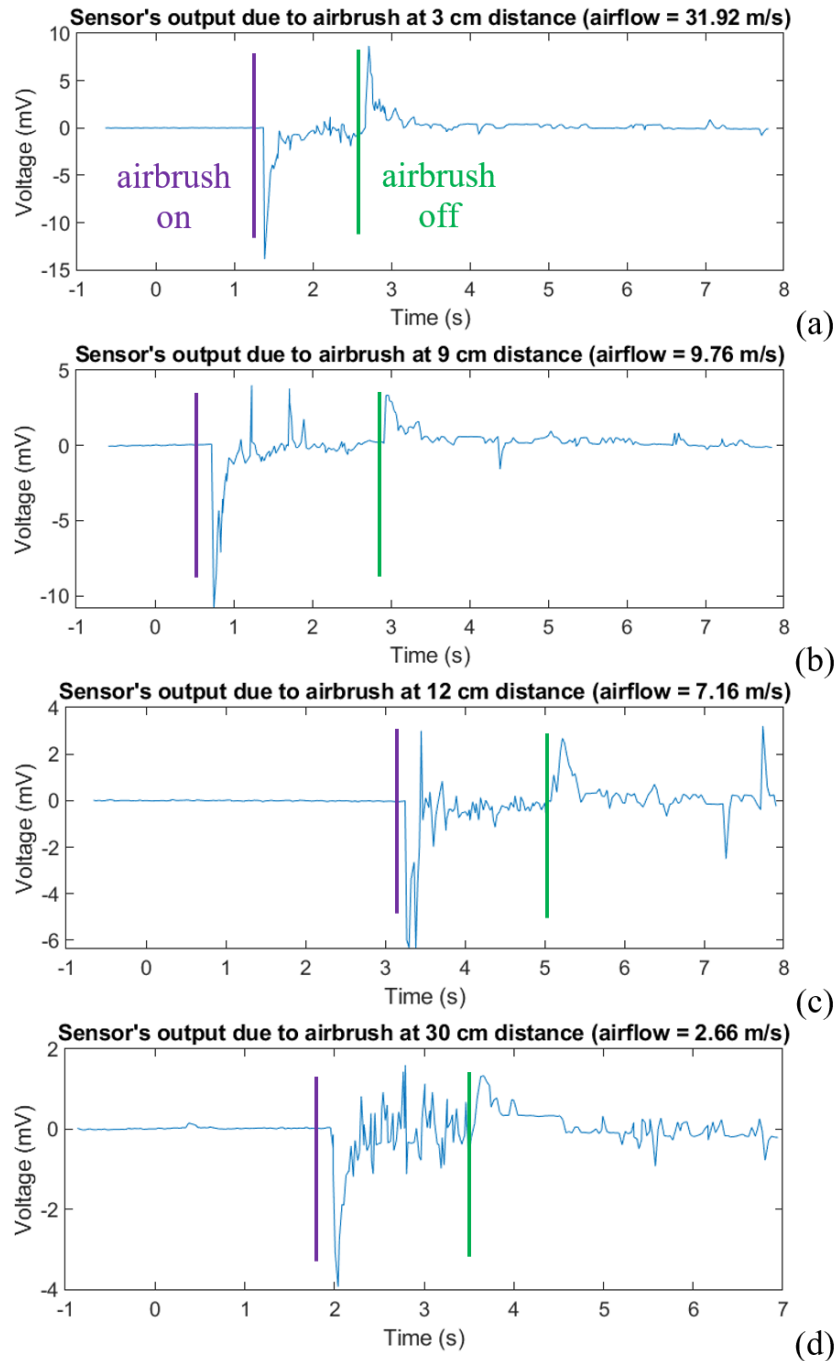 Sensor's output due to airbrush at 3 cm distance (airflow = 31.92 m/s)
10
5
0
-5
-10
-15
Voltage (mV)
airbrush
on
airbrush
off
-1 0 1 2 3 4 5 6 7 8
Time (s)
(a)
Sensor's output due to airbrush at 9 cm distance (airflow = 9.76 m/s)
5
0
-5
-10
Voltage (mV)
-1 0 1 2 3 4 5 6 7 8
Time (s)
(b)
Sensor's output due to airbrush at 12 cm distance (airflow = 7.16 m/s)
4
2
0
-2
-4
-6
Voltage (mV)
-1 0 1 2 3 4 5 6 7 8
Time (s)
(c)
Sensor's output due to airbrush at 30 cm distance (airflow = 2.66 m/s)
2
0
-2
-4
Voltage (mV)
-1 0 1 2 3 4 5 6 7
Time (s)
(d)